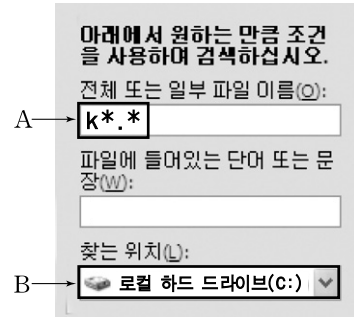 아래에서 원하는 만큼 조건
을 사용하여 검색하십시오.
전체 또는 일부 파일 이름(O):
A
k*.*
파일에 들어있는 단어 또는 문
장(W):
찾는 위치(L):
B
로컬 하드 드라이브(C:)